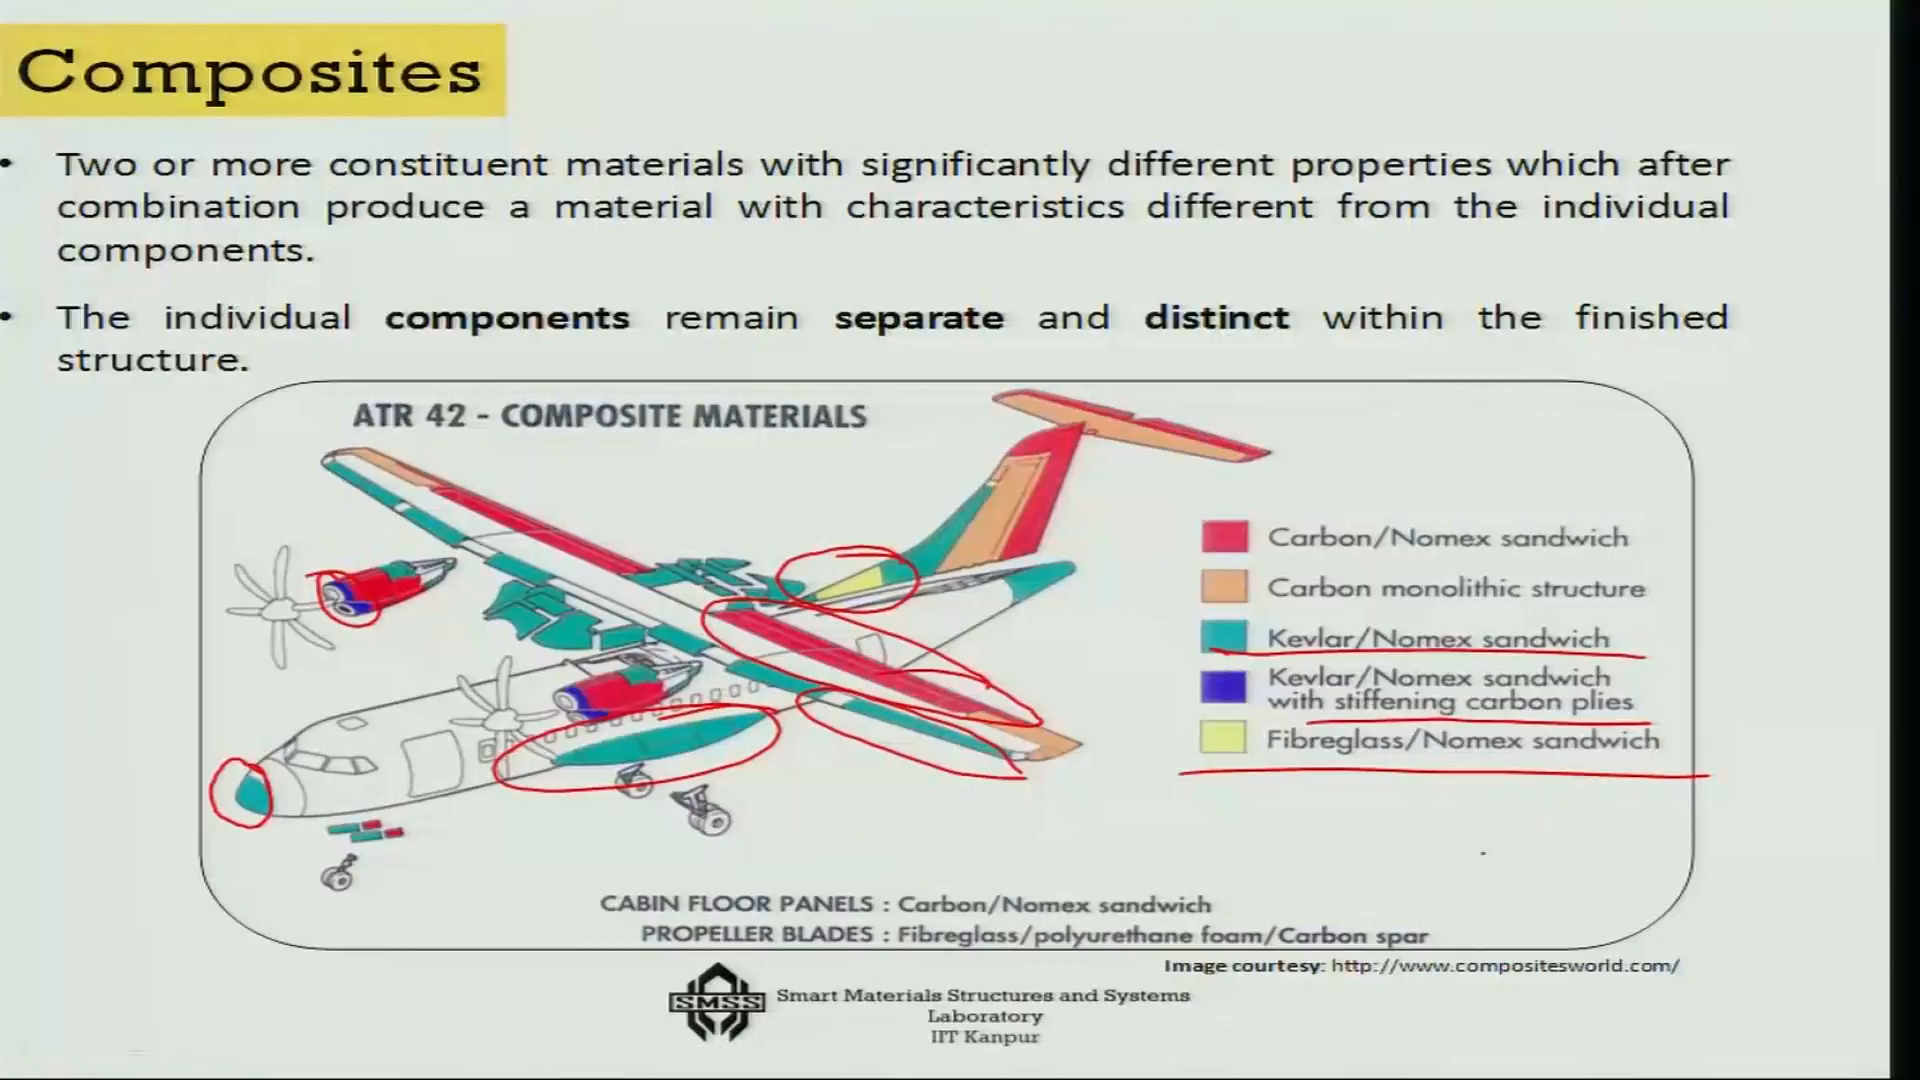 Composites
• Two or more constituent materials with significantly different properties which after
combination produce a material with characteristics different from the individual
components.
• The individual components remain separate and distinct within the finished
structure.
ATR 42 - COMPOSITE MATERIALS
Carbon/Nomex sandwich
Carbon monolithic structure
Kevlar/Nomex sandwich
Kevlar/Nomex sandwich
with stiffening carbon plies
Fibreglass/Nomex sandwich
CABIN FLOOR PANELS : Carbon/Nomex sandwich
PROPELLER BLADES : Fibreglass/polyurethane foam/Carbon spar
Image courtesy: http://www.compositesworld.com/
SMSS
Smart Materials Structures and Systems
Laboratory
IIT Kanpur